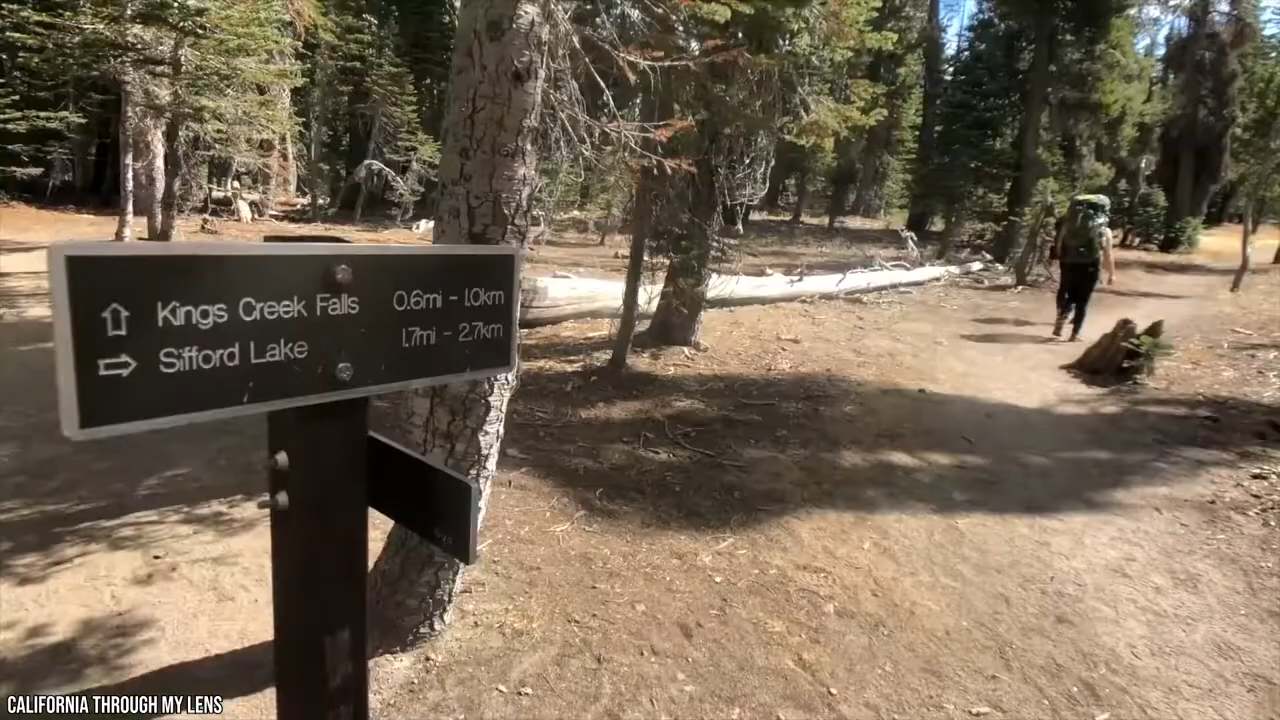 Kings Creek Falls 0.6mi - 1.0km
Sifford Lake 1.7mi - 2.7km
CALIFORNIA THROUGH MY LENS